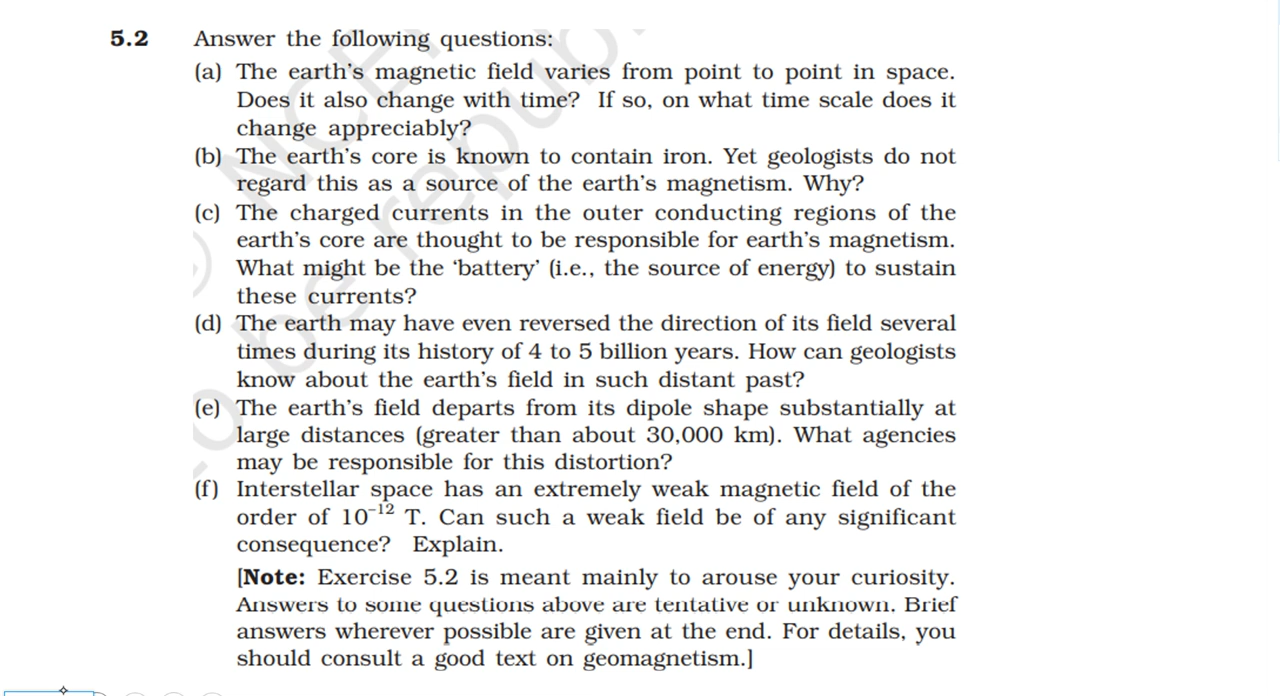 5.2 Answer the following questions:
(a) The earth's magnetic field varies from point to point in space.
Does it also change with time? If so, on what time scale does it
change appreciably?
(b) The earth's core is known to contain iron. Yet geologists do not
regard this as a source of the earth's magnetism. Why?
(c) The charged currents in the outer conducting regions of the
earth's core are thought to be responsible for earth's magnetism.
What might be the ‘battery’ (i.e., the source of energy) to sustain
these currents?
(d) The earth may have even reversed the direction of its field several
times during its history of 4 to 5 billion years. How can geologists
know about the earth's field in such distant past?
(e) The earth's field departs from its dipole shape substantially at
large distances (greater than about 30,000 km). What agencies
may be responsible for this distortion?
(f) Interstellar space has an extremely weak magnetic field of the
order of 10⁻¹² T. Can such a weak field be of any significant
consequence? Explain.
[Note: Exercise 5.2 is meant mainly to arouse your curiosity.
Answers to some questions above are tentative or unknown. Brief
answers wherever possible are given at the end. For details, you
should consult a good text on geomagnetism.]